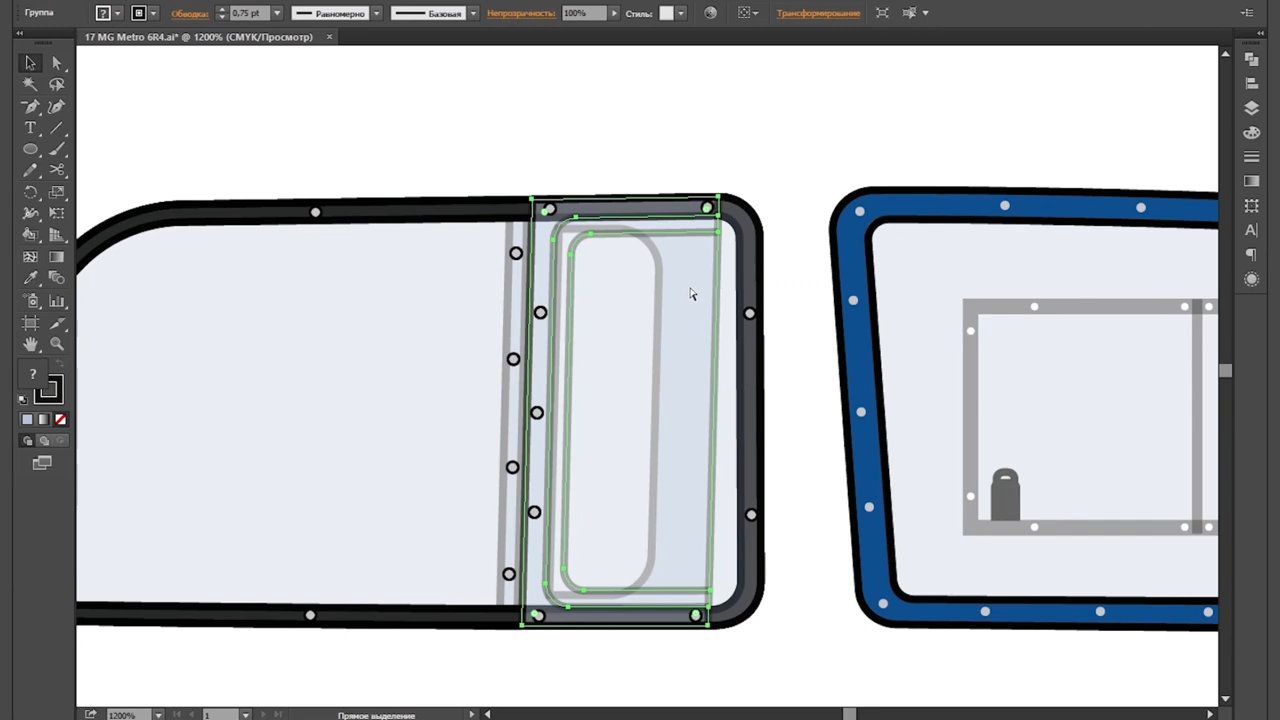 Группа
?
Обводка:
0,75 pt
Равномерно
Базовая
Непрозрачность:
100%
Стиль:
Трансформирование
17 MG Metro 6R4.ai* @ 1200% (CMYK/Просмотр)
?
1200%
1
Прямое выделение